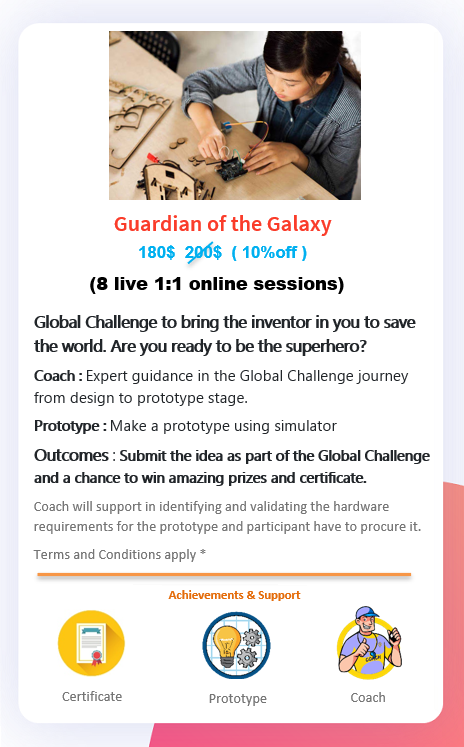 Guardian of the Galaxy
180$ 200$ ( 10%off )
(8 live 1:1 online sessions)
Global Challenge to bring the inventor in you to save
the world. Are you ready to be the superhero?
Coach : Expert guidance in the Global Challenge journey
from design to prototype stage.
Prototype : Make a prototype using simulator
Outcomes : Submit the idea as part of the Global Challenge
and a chance to win amazing prizes and certificate.
Coach will support in identifying and validating the hardware
requirements for the prototype and participant have to procure it.
Terms and Conditions apply *
Achievements & Support
COACH
Certificate
Prototype
Coach